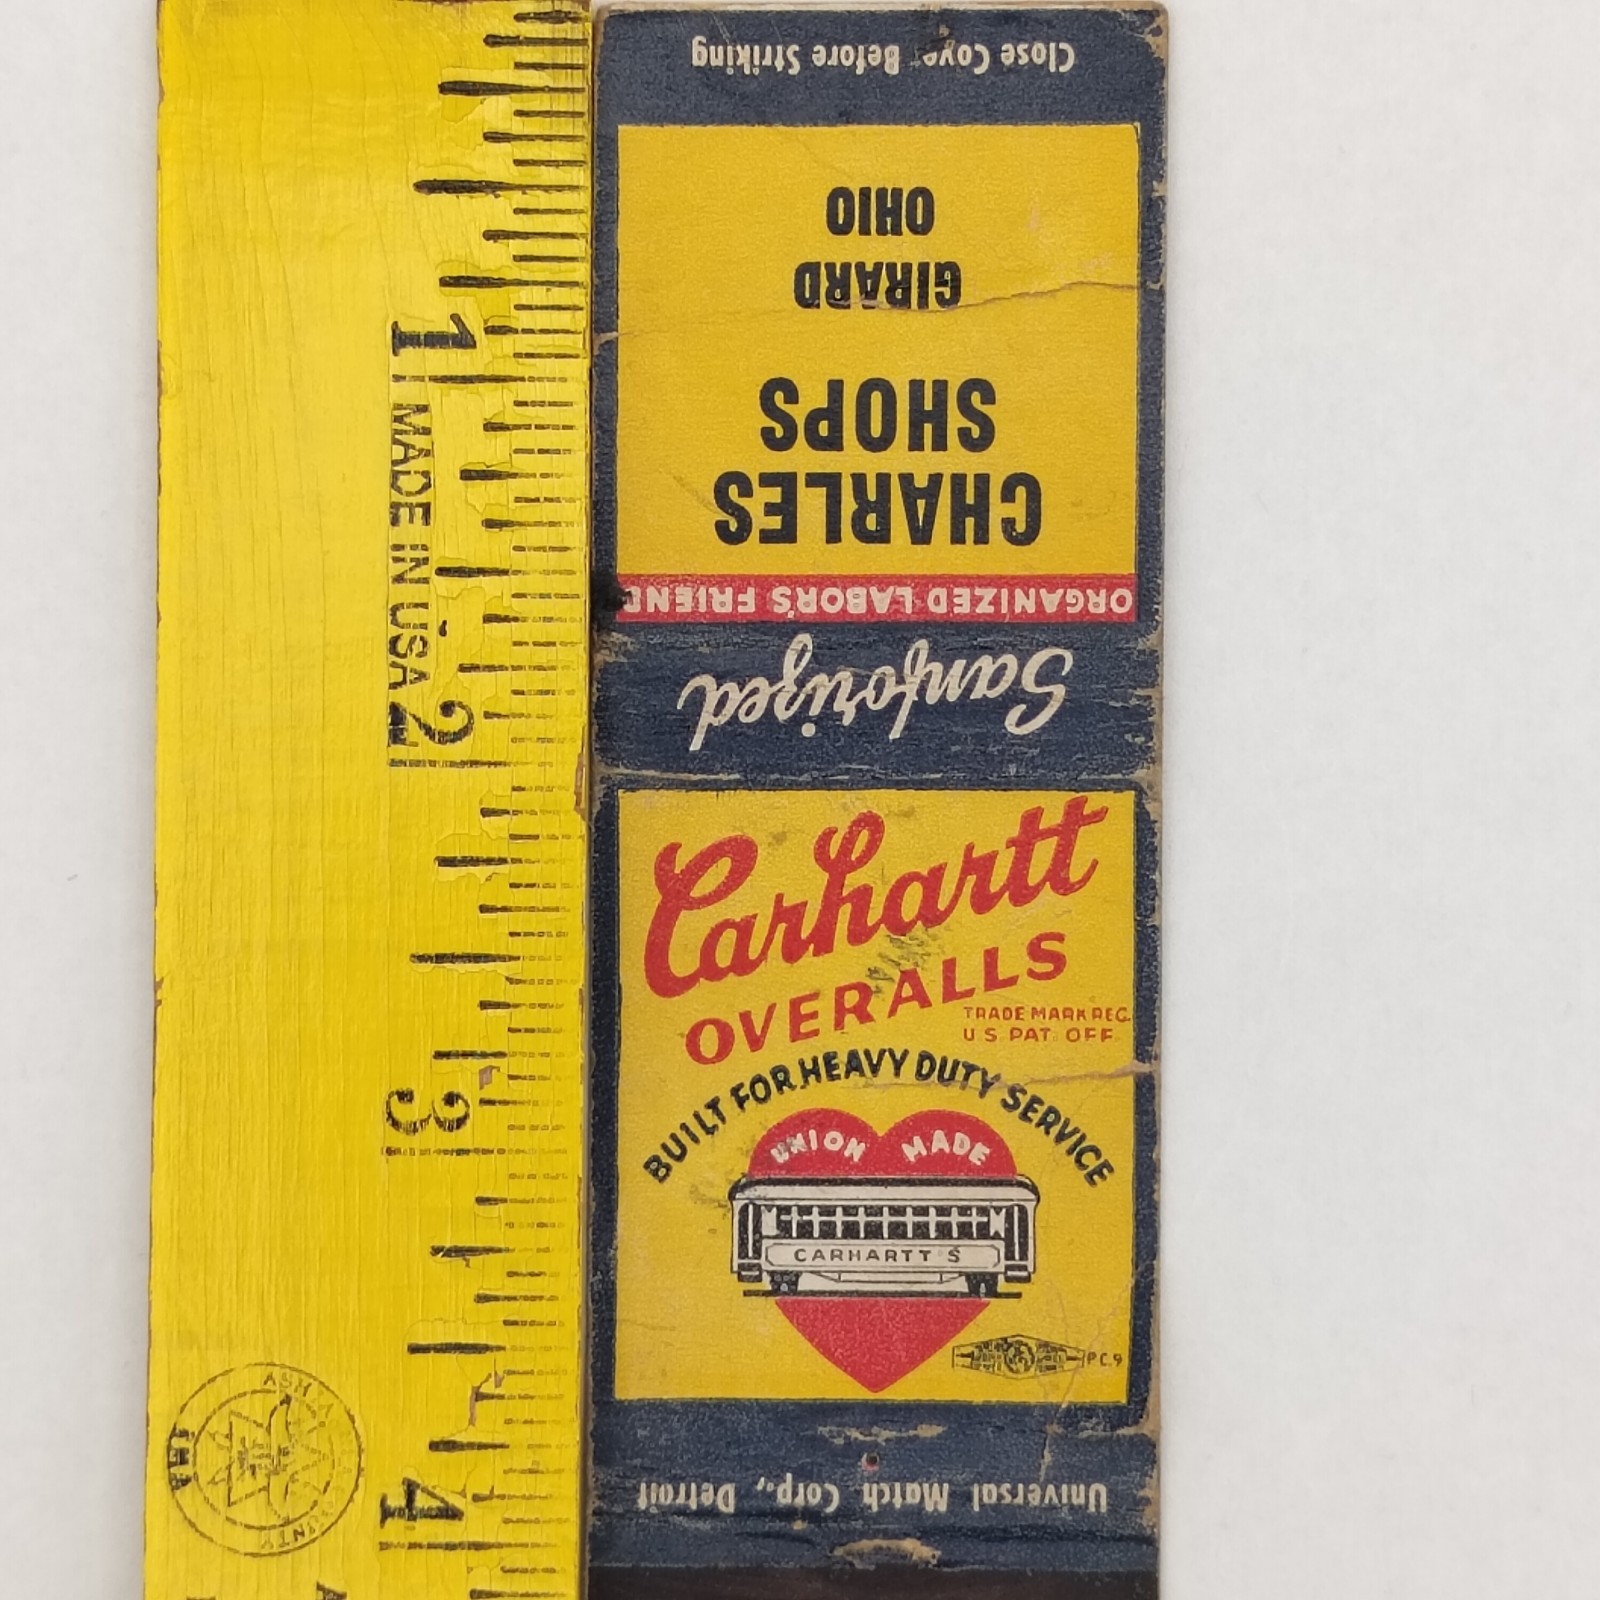 Close Cover Before Striking
OHIO
GIRARD
SHOPS
CHARLES
ORGANIZED LABOR'S FRIEND
Sanforized
Carhartt
OVERALLS
TRADE MARK REG.
U.S. PAT. OFF.
BUILT FOR HEAVY DUTY SERVICE
UNION MADE
CARHARTT'S
PC.9
Universal Match Corp., Detroit
1
MADE IN USA
2
3
4
COUNTY